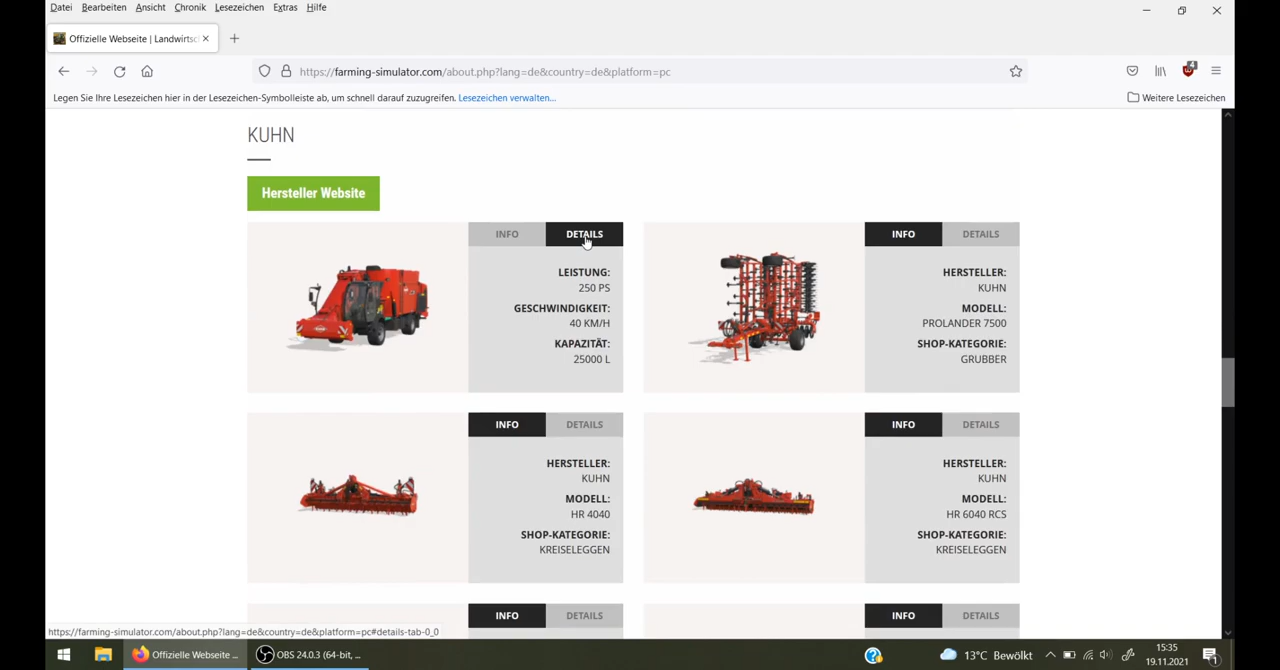 Datei Bearbeiten Ansicht Chronik Lesezeichen Extras Hilfe
Offizielle Webseite | Landwirtsc
https://farming-simulator.com/about.php?lang=de&country=de&platform=pc
4
Legen Sie Ihre Lesezeichen hier in der Lesezeichen-Symbolleiste ab, um schnell darauf zuzugreifen. Lesezeichen verwalten...
Weitere Lesezeichen
KUHN
Hersteller Website
INFO DETAILS
LEISTUNG:
250 PS
GESCHWINDIGKEIT:
40 KM/H
KAPAZITÄT:
25000 L
INFO DETAILS
HERSTELLER:
KUHN
MODELL:
PROLANDER 7500
SHOP-KATEGORIE:
GRUBBER
INFO DETAILS
HERSTELLER:
KUHN
MODELL:
HR 4040
SHOP-KATEGORIE:
KREISELEGGEN
INFO DETAILS
HERSTELLER:
KUHN
MODELL:
HR 6040 RCS
SHOP-KATEGORIE:
KREISELEGGEN
INFO DETAILS
INFO DETAILS
https://farming-simulator.com/about.php?lang=de&country=de&platform=pc#details-tab-0_0
Offizielle Webseite ...
OBS 24.0.3 (64-bit, ...
13°C Bewölkt
15:35
19.11.2021
1